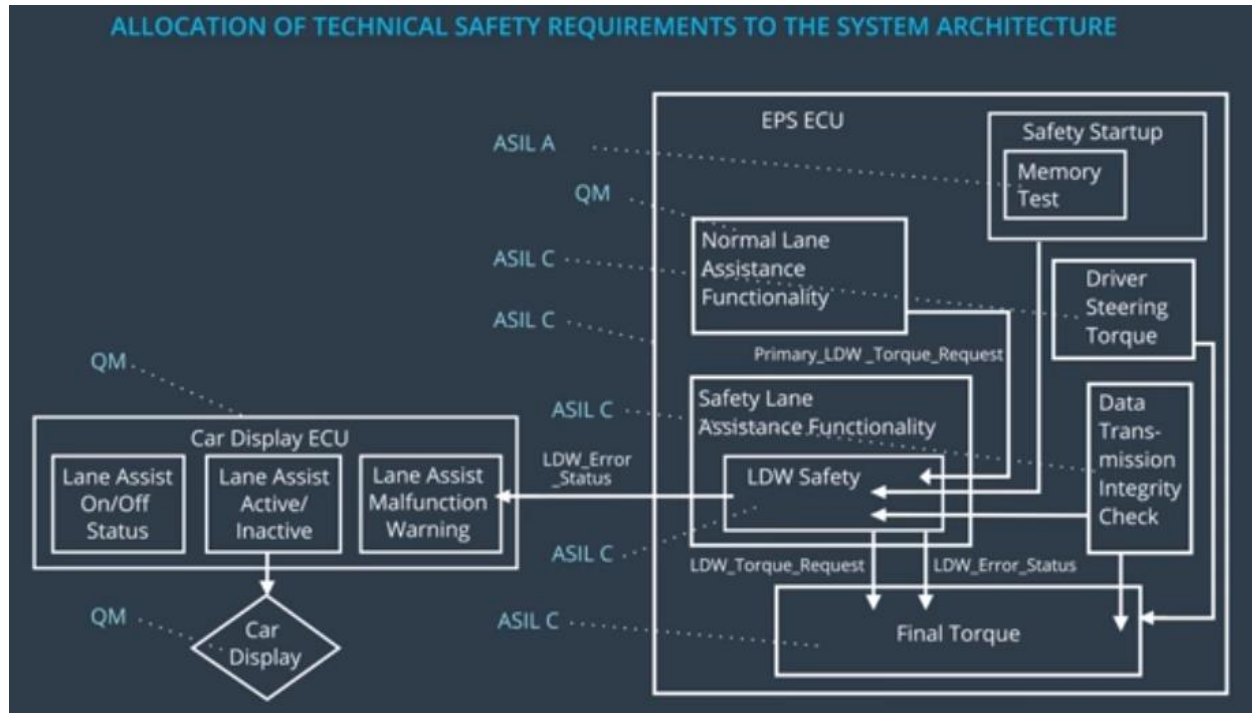 ALLOCATION OF TECHNICAL SAFETY REQUIREMENTS TO THE SYSTEM ARCHITECTURE
EPS ECU
Safety Startup
Memory
Test
ASIL A
QM
Normal Lane
Assistance
Functionality
ASIL C
Driver
Steering
Torque
ASIL C
Primary_LDW _Torque_Request
QM
Safety Lane
Assistance Functionality
ASIL C
Data
Trans-
mission
Integrity
Check
Car Display ECU
Lane Assist
On/Off
Status
Lane Assist
Active/
Inactive
Lane Assist
Malfunction
Warning
LDW_Error
_Status
LDW Safety
ASIL C
LDW_Torque_Request
LDW_Error_Status
QM
Car
Display
ASIL C
Final Torque